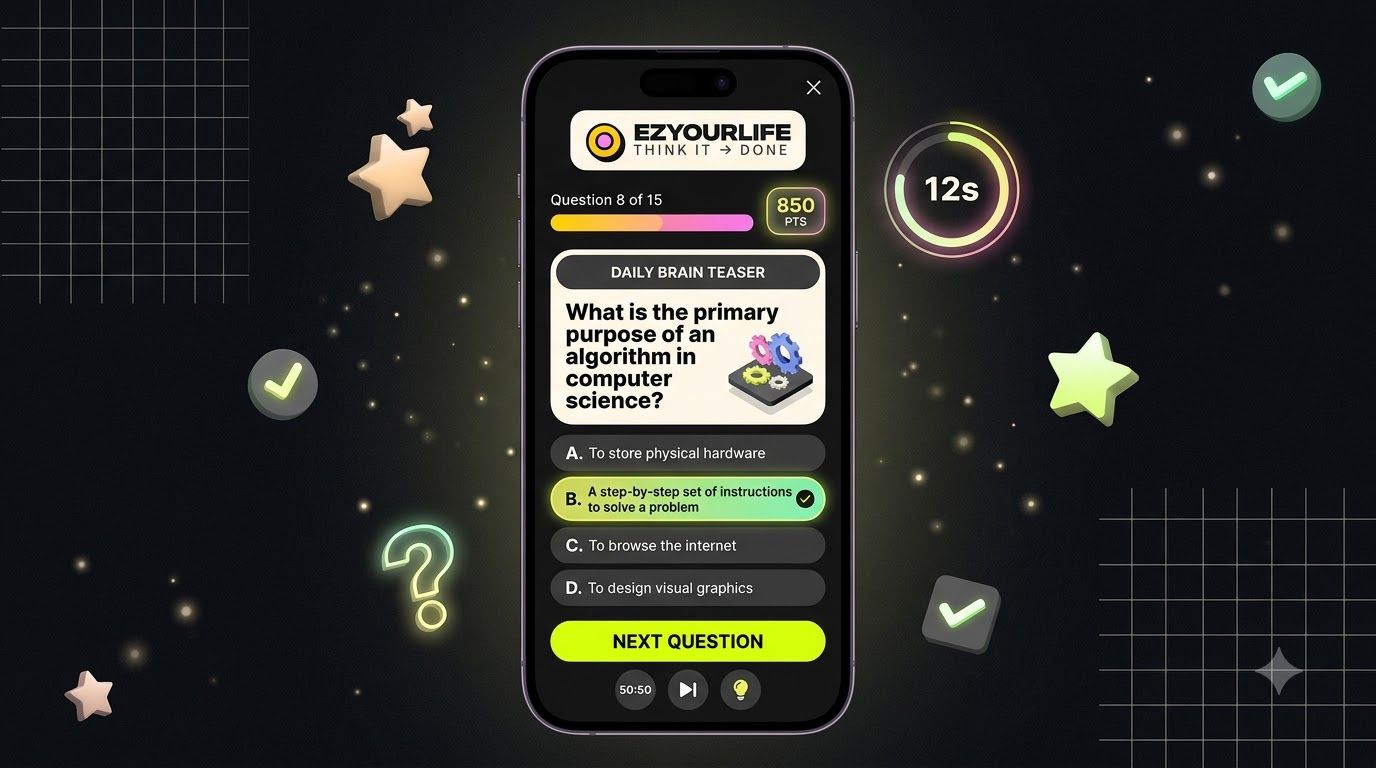 EZYOURLIFE
THINK IT → DONE
Question 8 of 15
850
PTS
12s
DAILY BRAIN TEASER
What is the primary
purpose of an
algorithm in
computer
science?
A. To store physical hardware
B. A step-by-step set of instructions
to solve a problem
C. To browse the internet
D. To design visual graphics
NEXT QUESTION
50:50